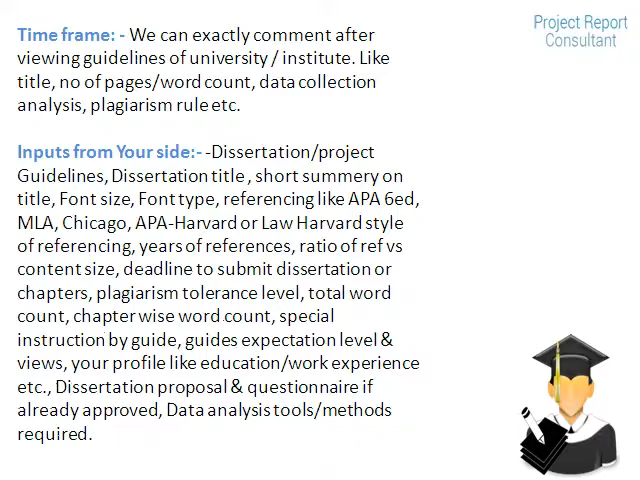 Project Report
Consultant
Time frame: - We can exactly comment after
viewing guidelines of university / institute. Like
title, no of pages/word count, data collection
analysis, plagiarism rule etc.
Inputs from Your side:- -Dissertation/project
Guidelines, Dissertation title , short summery on
title, Font size, Font type, referencing like APA 6ed,
MLA, Chicago, APA-Harvard or Law Harvard style
of referencing, years of references, ratio of ref vs
content size, deadline to submit dissertation or
chapters, plagiarism tolerance level, total word
count, chapter wise word count, special
instruction by guide, guides expectation level &
views, your profile like education/work experience
etc., Dissertation proposal & questionnaire if
already approved, Data analysis tools/methods
required.